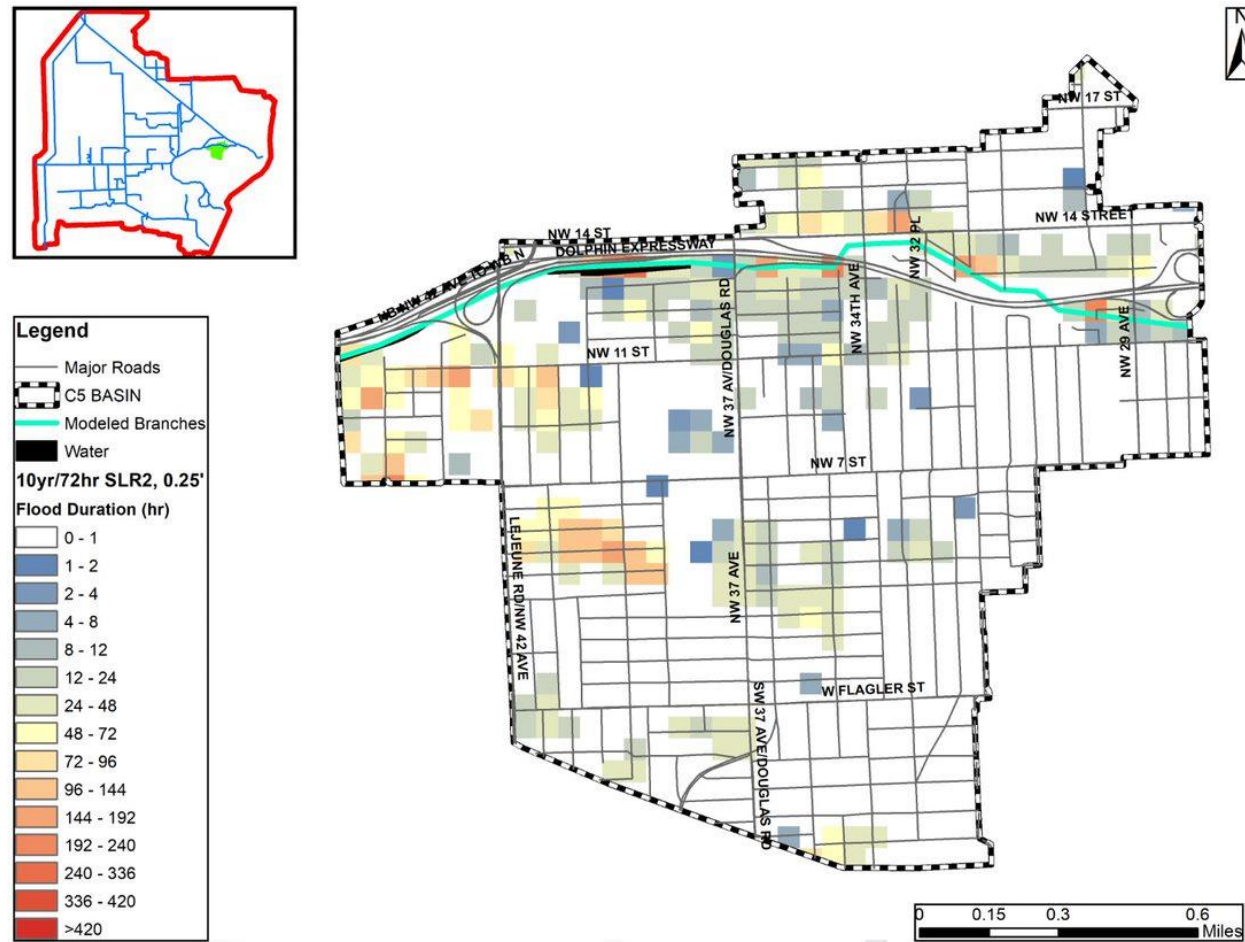 N
NW 17 ST
NW 14 STREET
NW 14 ST
DOLPHIN EXPRESSWAY
NW 32 PL
NW 37 AV/DOUGLAS RD
NW 34TH AVE
NW 29 AVE
NW 11 ST
NW 7 ST
LEJEUNE RD/NW 42 AVE
NW 37 AVE
W FLAGLER ST
SW 37 AVE/DOUGLAS RD
Legend
Major Roads
C5 BASIN
Modeled Branches
Water
10yr/72hr SLR2, 0.25'
Flood Duration (hr)
0 - 1
1 - 2
2 - 4
4 - 8
8 - 12
12 - 24
24 - 48
48 - 72
72 - 96
96 - 144
144 - 192
192 - 240
240 - 336
336 - 420
>420
0 0.15 0.3 0.6
Miles